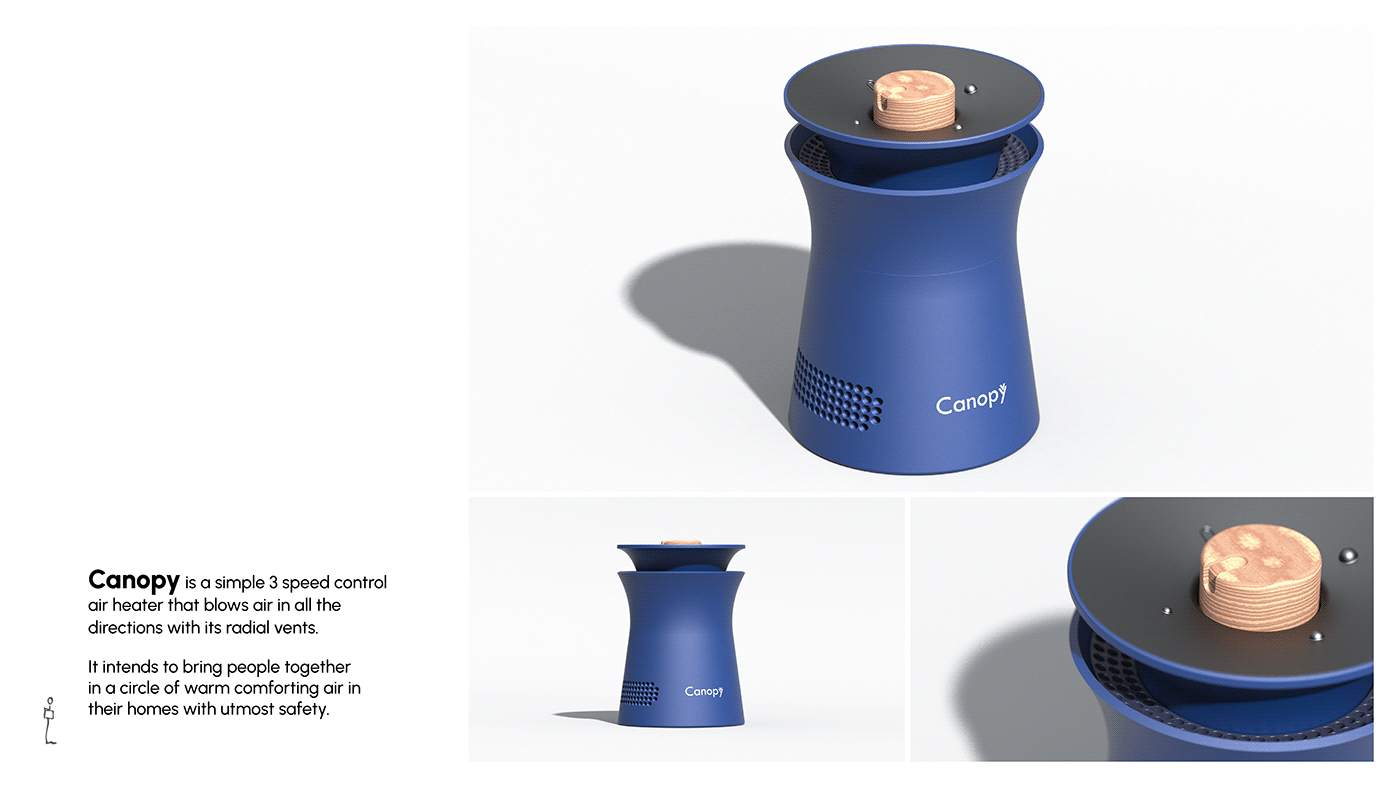 Canopy
Canopy
Canopy is a simple 3 speed control
air heater that blows air in all the
directions with its radial vents.
It intends to bring people together
in a circle of warm comforting air in
their homes with utmost safety.